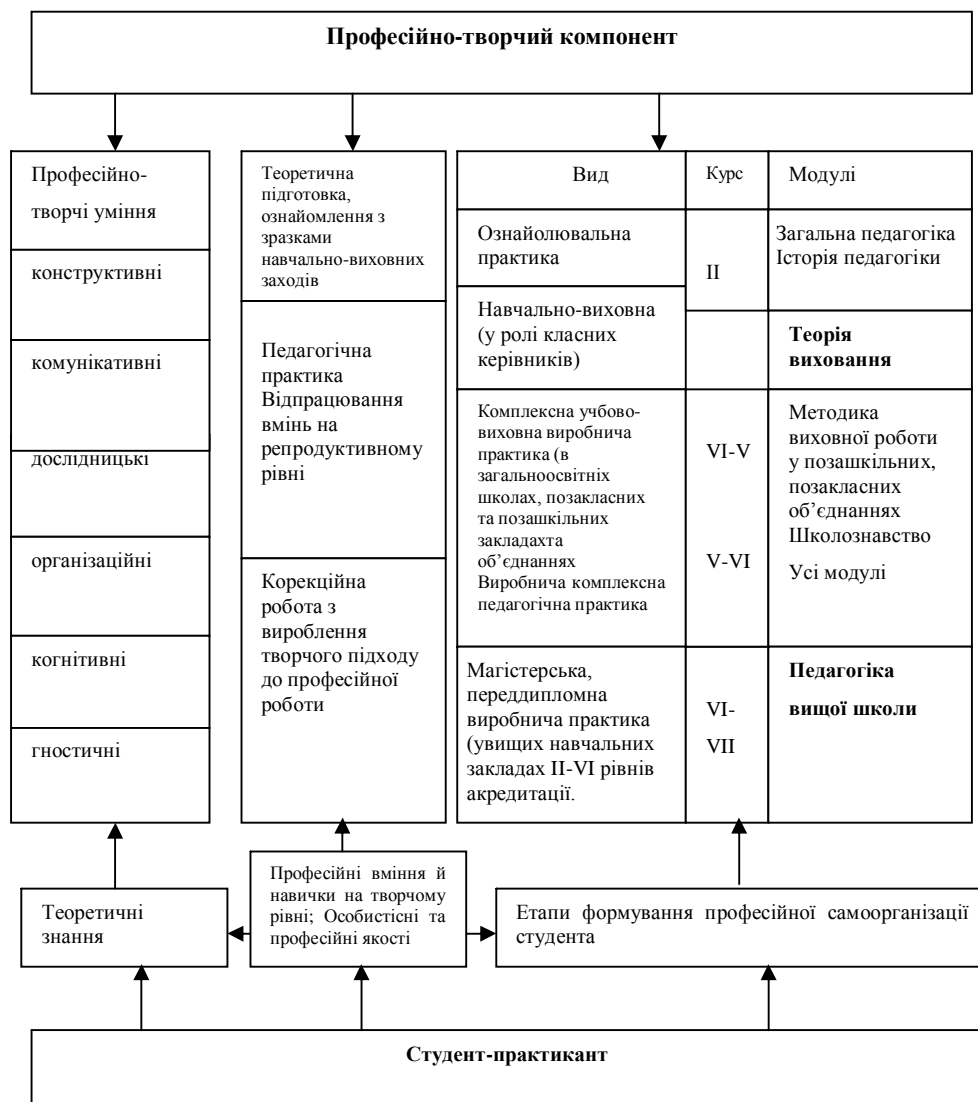 Професійно-творчий компонент
Професійно-
творчі уміння
конструктивні
комунікативні
дослідницькі
організаційні
когнітивні
гностичні
Теоретична
підготовка,
ознайомлення з
зразками
навчально-виховних
заходів
Педагогічна
практика
Відпрацювання
вмінь на
репродуктивному
рівні
Корекційна
робота з
вироблення
творчого підходу
до професійної
роботи
Вид
Курс
Модулі
Ознайолювальна
практика
II
Загальна педагогіка
Історія педагогіки
Навчально-виховна
(у ролі класних
керівників)
Теорія
виховання
Комплексна учбово-
виховна виробнича
практика (в
загальноосвітніх
школах, позакласних
та позашкільних
закладахта
об’єднаннях
Виробнича комплексна
педагогічна практика
VI-V
V-VI
Методика
виховної роботи
у позашкільних,
позакласних
об’єднаннях
Школознавство
Усі модулі
Магістерська,
переддипломна
виробнича практика
(увищих навчальних
закладах II-VI рівнів
акредитації.
VI-
VII
Педагогіка
вищої школи
Теоретичні
знання
Професійні вміння й
навички на творчому
рівні; Особистісні та
професійні якості
Етапи формування професійної самоорганізації
студента
Студент-практикант